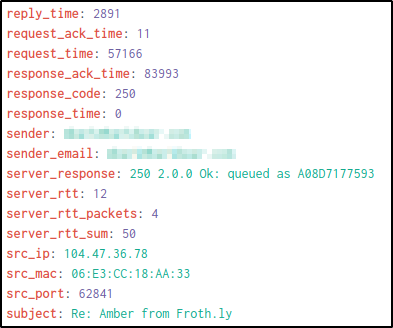 reply_time: 2891
request_ack_time: 11
request_time: 57166
response_ack_time: 83993
response_code: 250
response_time: 0
sender:
sender_email:
server_response: 250 2.0.0 Ok: queued as A08D7177593
server_rtt: 12
server_rtt_packets: 4
server_rtt_sum: 50
src_ip: 104.47.36.78
src_mac: 06:E3:CC:18:AA:33
src_port: 62841
subject: Re: Amber from Froth.ly